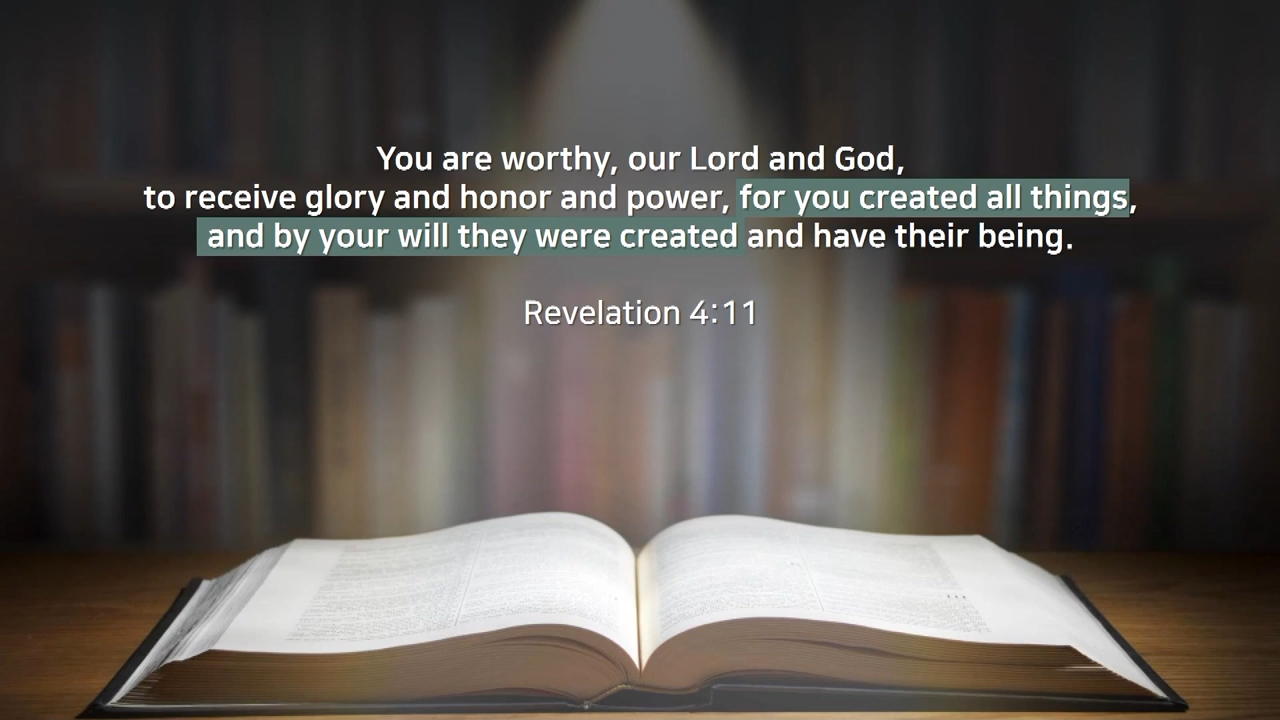 You are worthy, our Lord and God,
to receive glory and honor and power, for you created all things,
and by your will they were created and have their being.
Revelation 4:11